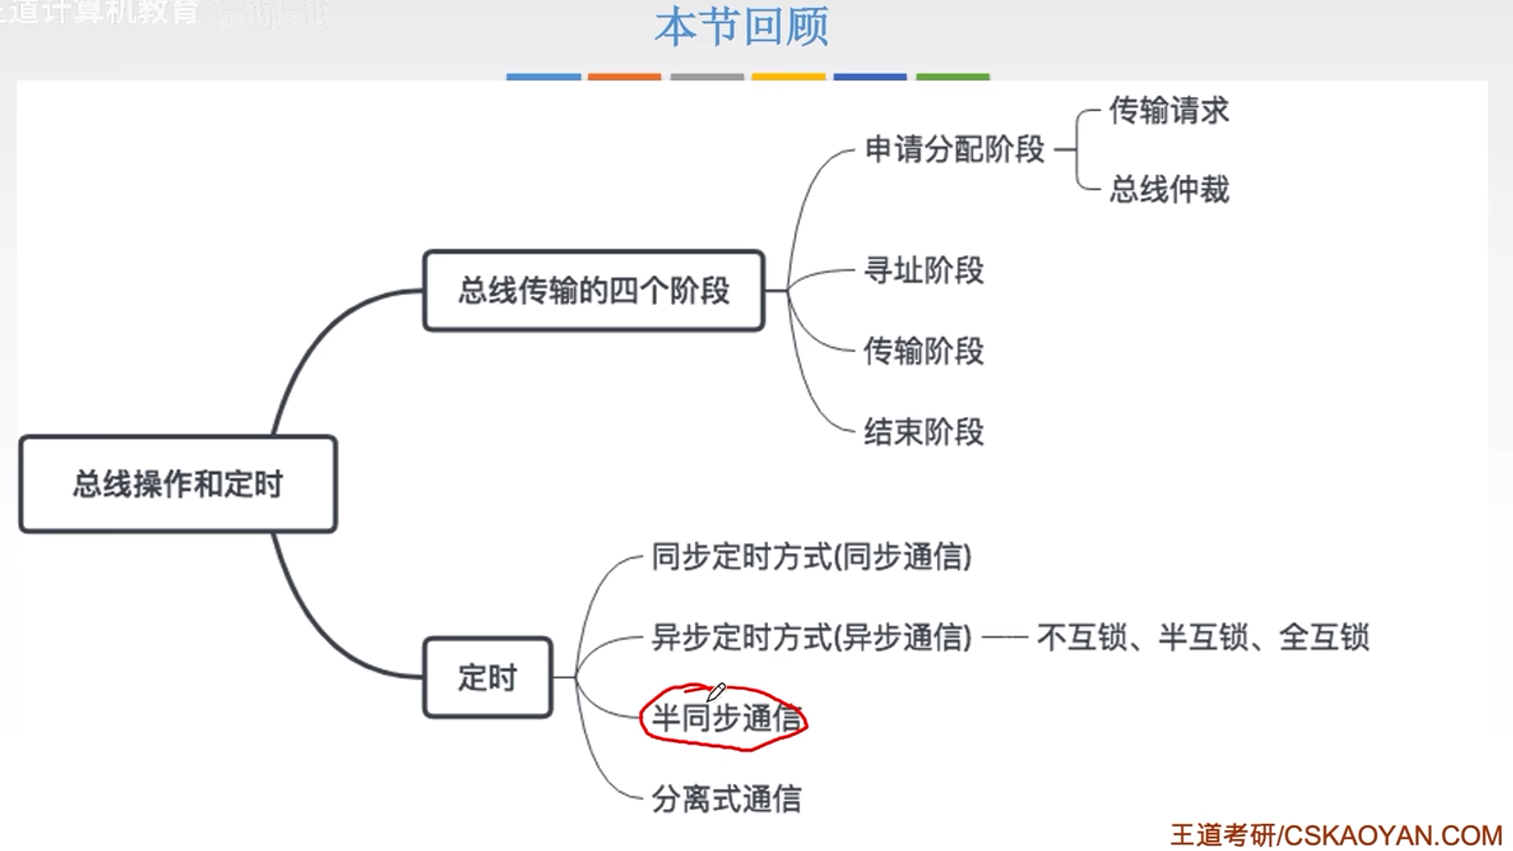 王道计算机教育
本节回顾
传输请求
申请分配阶段
总线仲裁
寻址阶段
总线传输的四个阶段
传输阶段
结束阶段
总线操作和定时
同步定时方式(同步通信)
异步定时方式(异步通信) 不互锁、半互锁、全互锁
定时
半同步通信
分离式通信
王道考研/CSKAOYAN.COM